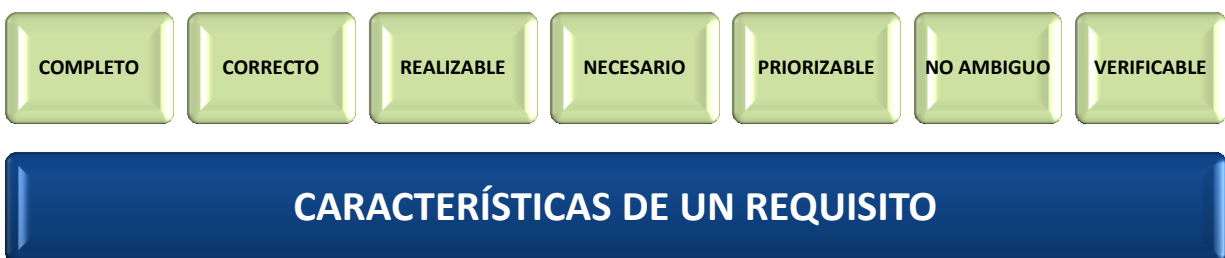 COMPLETO
CORRECTO
REALIZABLE
NECESARIO
PRIORIZABLE
NO AMBIGUO
VERIFICABLE
CARACTERÍSTICAS DE UN REQUISITO